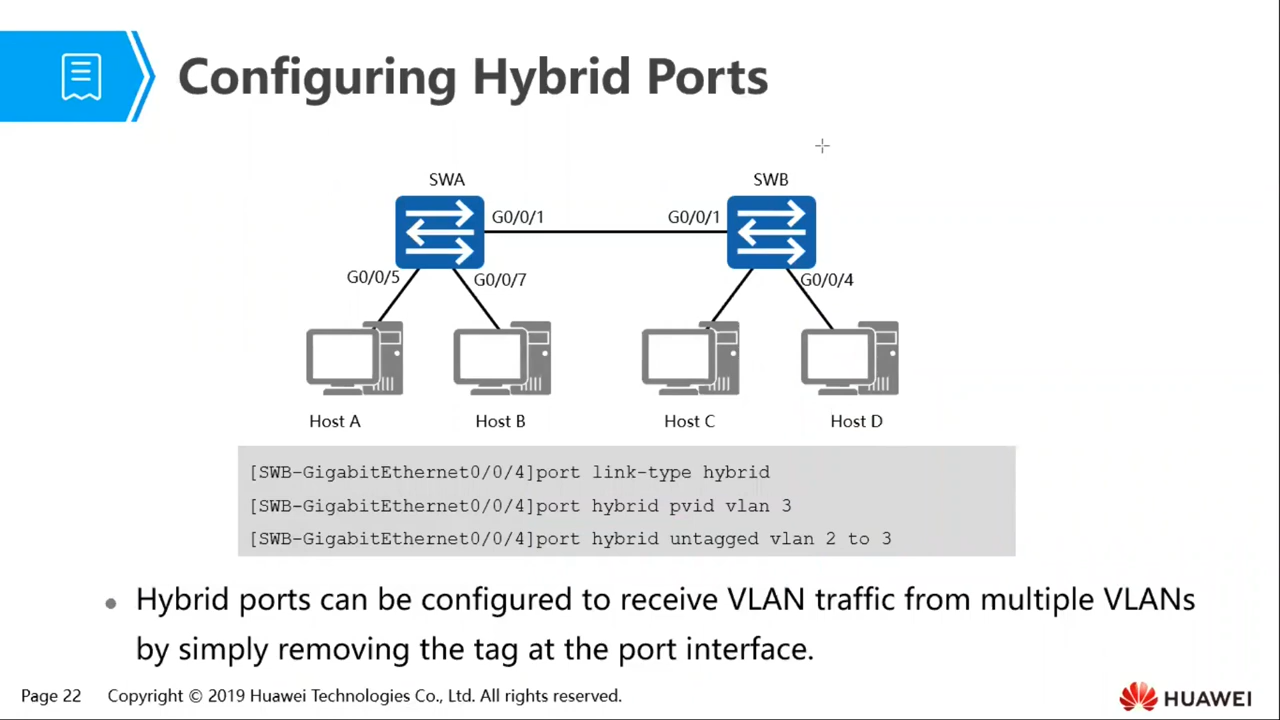 Configuring Hybrid Ports
SWA
SWB
G0/0/1
G0/0/1
G0/0/5
G0/0/7
G0/0/4
Host A
Host B
Host C
Host D
[SWB-GigabitEthernet0/0/4]port link-type hybrid
[SWB-GigabitEthernet0/0/4]port hybrid pvid vlan 3
[SWB-GigabitEthernet0/0/4]port hybrid untagged vlan 2 to 3
• Hybrid ports can be configured to receive VLAN traffic from multiple VLANs
by simply removing the tag at the port interface.
Page 22
Copyright © 2019 Huawei Technologies Co., Ltd. All rights reserved.
HUAWEI